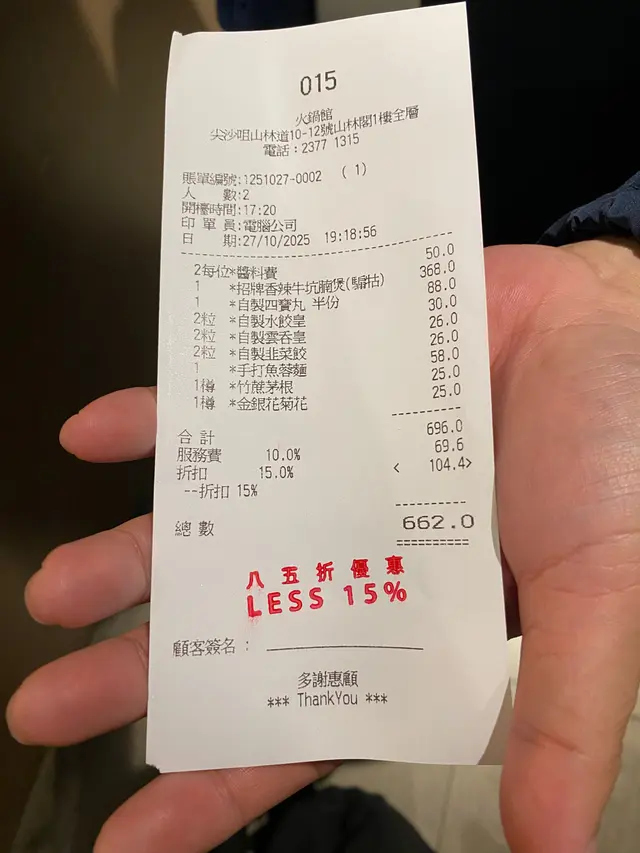 015
火鍋館
尖沙咀山林道10-12號山林閣1樓全層
電話：2377 1315
賬單編號:1251027-0002 (1)
人 數:2
開檯時間:17:20
印 單 員:電腦公司
日 期:27/10/2025 19:18:56
2每位*醬料費 50.0
1 *招牌香辣牛坑腩煲(騸牯) 368.0
1 *自製四寶丸 半份 88.0
2粒 *自製水餃皇 30.0
2粒 *自製雲呑皇 26.0
2粒 *自製韭菜餃 26.0
1 *手打魚蓉麵 58.0
1樽 *竹蔗茅根 25.0
1樽 *金銀花菊花 25.0
合計 696.0
服務費 10.0% 69.6
折扣 15.0% < 104.4>
--折扣 15%
總數 662.0
八五折優惠
LESS 15%
顧客簽名：
多謝惠顧
*** ThankYou ***